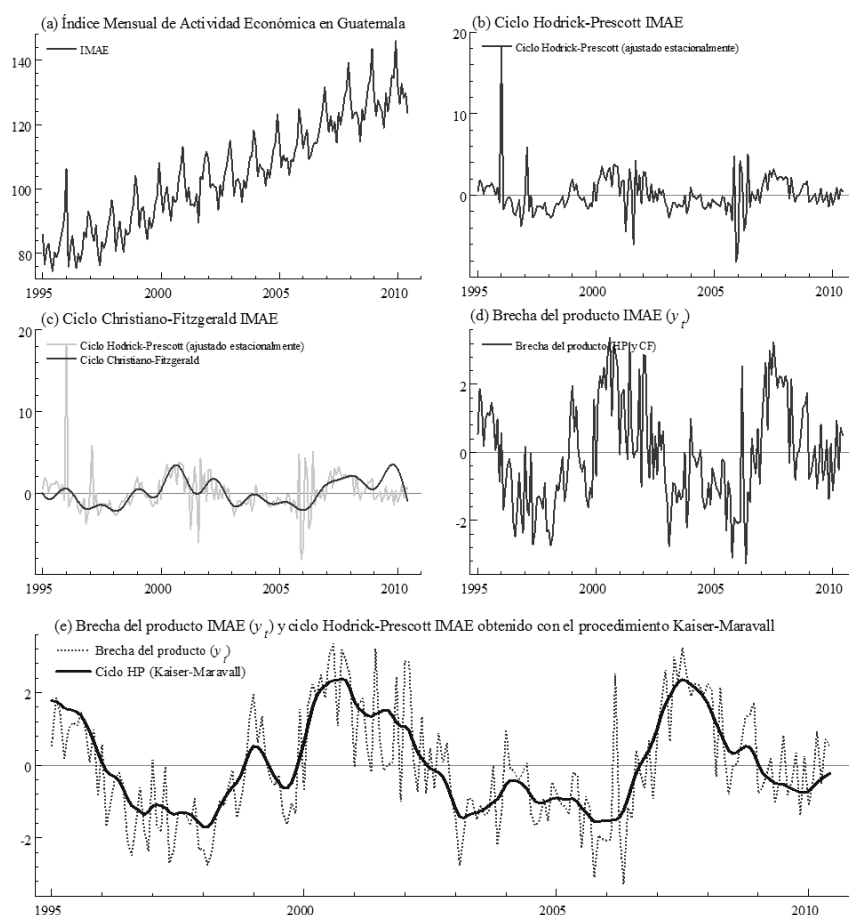 (a) Índice Mensual de Actividad Económica en Guatemala
IMAE
140
120
100
80
1995 2000 2005 2010
(b) Ciclo Hodrick-Prescott IMAE
20
Ciclo Hodrick-Prescott (ajustado estacionalmente)
10
0
1995 2000 2005 2010
(c) Ciclo Christiano-Fitzgerald IMAE
20
Ciclo Hodrick-Prescott (ajustado estacionalmente)
Ciclo Christiano-Fitzgerald
10
0
1995 2000 2005 2010
(d) Brecha del producto IMAE (y_t)
Brecha del producto (HP y CF)
2
0
-2
1995 2000 2005 2010
(e) Brecha del producto IMAE (y_t) y ciclo Hodrick-Prescott IMAE obtenido con el procedimiento Kaiser-Maravall
Brecha del producto (y_t)
Ciclo HP (Kaiser-Maravall)
2
0
-2
1995 2000 2005 2010